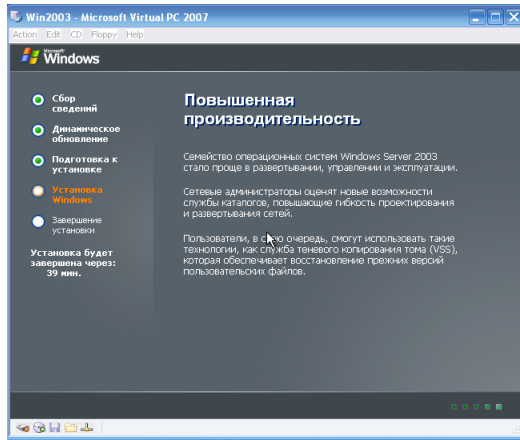 Win2003 - Microsoft Virtual PC 2007
Action Edit CD Floppy Help
Microsoft
Windows
Сбор
сведений
Динамическое
обновление
Подготовка к
установке
Установка
Windows
Завершение
установки
Установка будет
завершена через:
39 мин.
Повышенная
производительность
Семейство операционных систем Windows Server 2003
стало проще в развертывании, управлении и эксплуатации.
Сетевые администраторы оценят новые возможности
службы каталогов, повышающие гибкость проектирования
и развертывания сетей.
Пользователи, в свою очередь, смогут использовать такие
технологии, как служба теневого копирования тома (VSS),
которая обеспечивает восстановление прежних версий
пользовательских файлов.